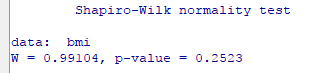 Shapiro-Wilk normality test
data:  bmi
W = 0.99104, p-value = 0.2523